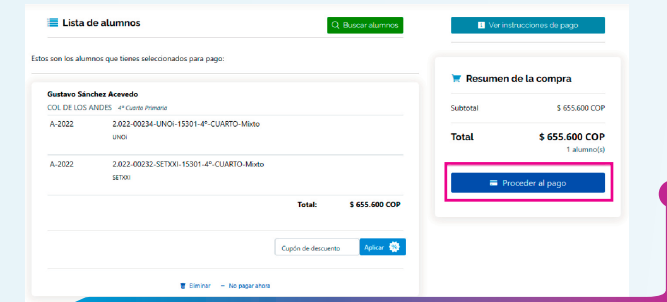 Lista de alumnos
Buscar alumnos
Estos son los alumnos que tienes seleccionados para pago:
Gustavo Sánchez Acevedo
COL DE LOS ANDES 4º Cuarto Primaria
A-2022 2.022-00234-UNOi-15301-4º-CUARTO-Mixto
UNOi
A-2022 2.022-00232-SETXXI-15301-4º-CUARTO-Mixto
SETXXI
Total: $ 655.600 COP
Cupón de descuento Aplicar
Eliminar – No pagar ahora
Ver instrucciones de pago
Resumen de la compra
Subtotal $ 655.600 COP
Total $ 655.600 COP
1 alumno(s)
Proceder al pago